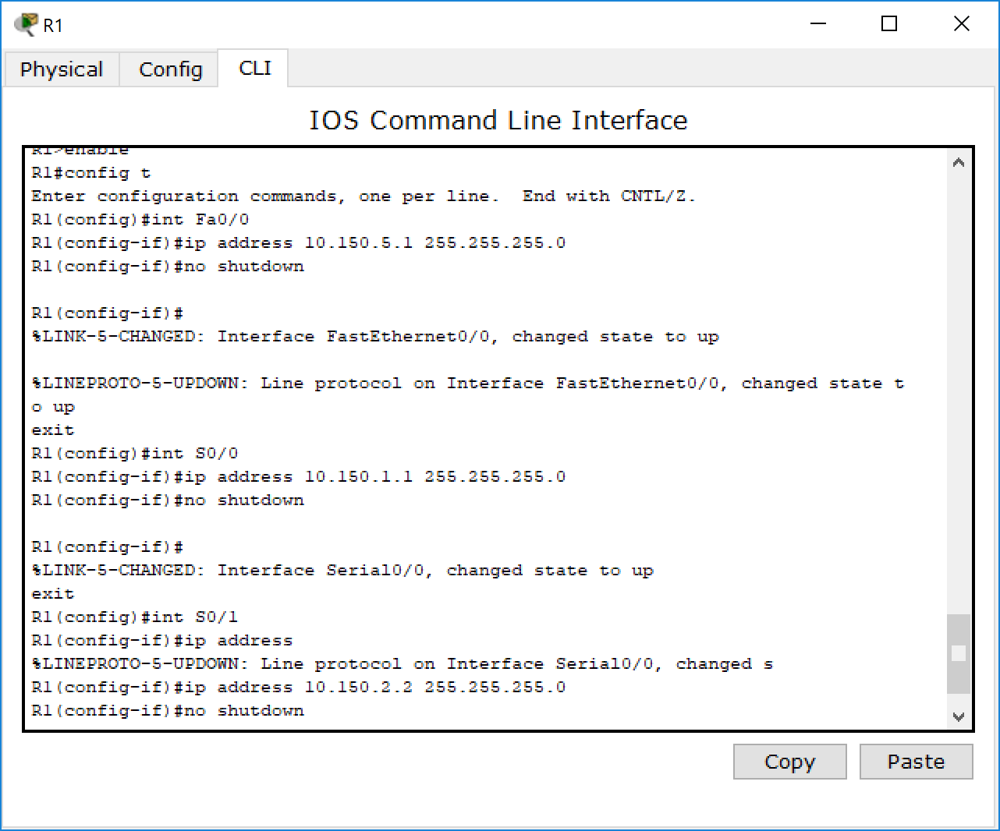 R1
Physical
Config
CLI
IOS Command Line Interface
R1>enable
R1#config t
Enter configuration commands, one per line.  End with CNTL/Z.
R1(config)#int Fa0/0
R1(config-if)#ip address 10.150.5.1 255.255.255.0
R1(config-if)#no shutdown
R1(config-if)#
%LINK-5-CHANGED: Interface FastEthernet0/0, changed state to up
%LINEPROTO-5-UPDOWN: Line protocol on Interface FastEthernet0/0, changed state t
o up
exit
R1(config)#int S0/0
R1(config-if)#ip address 10.150.1.1 255.255.255.0
R1(config-if)#no shutdown
R1(config-if)#
%LINK-5-CHANGED: Interface Serial0/0, changed state to up
exit
R1(config)#int S0/1
R1(config-if)#ip address
%LINEPROTO-5-UPDOWN: Line protocol on Interface Serial0/0, changed s
R1(config-if)#ip address 10.150.2.2 255.255.255.0
R1(config-if)#no shutdown
Copy
Paste